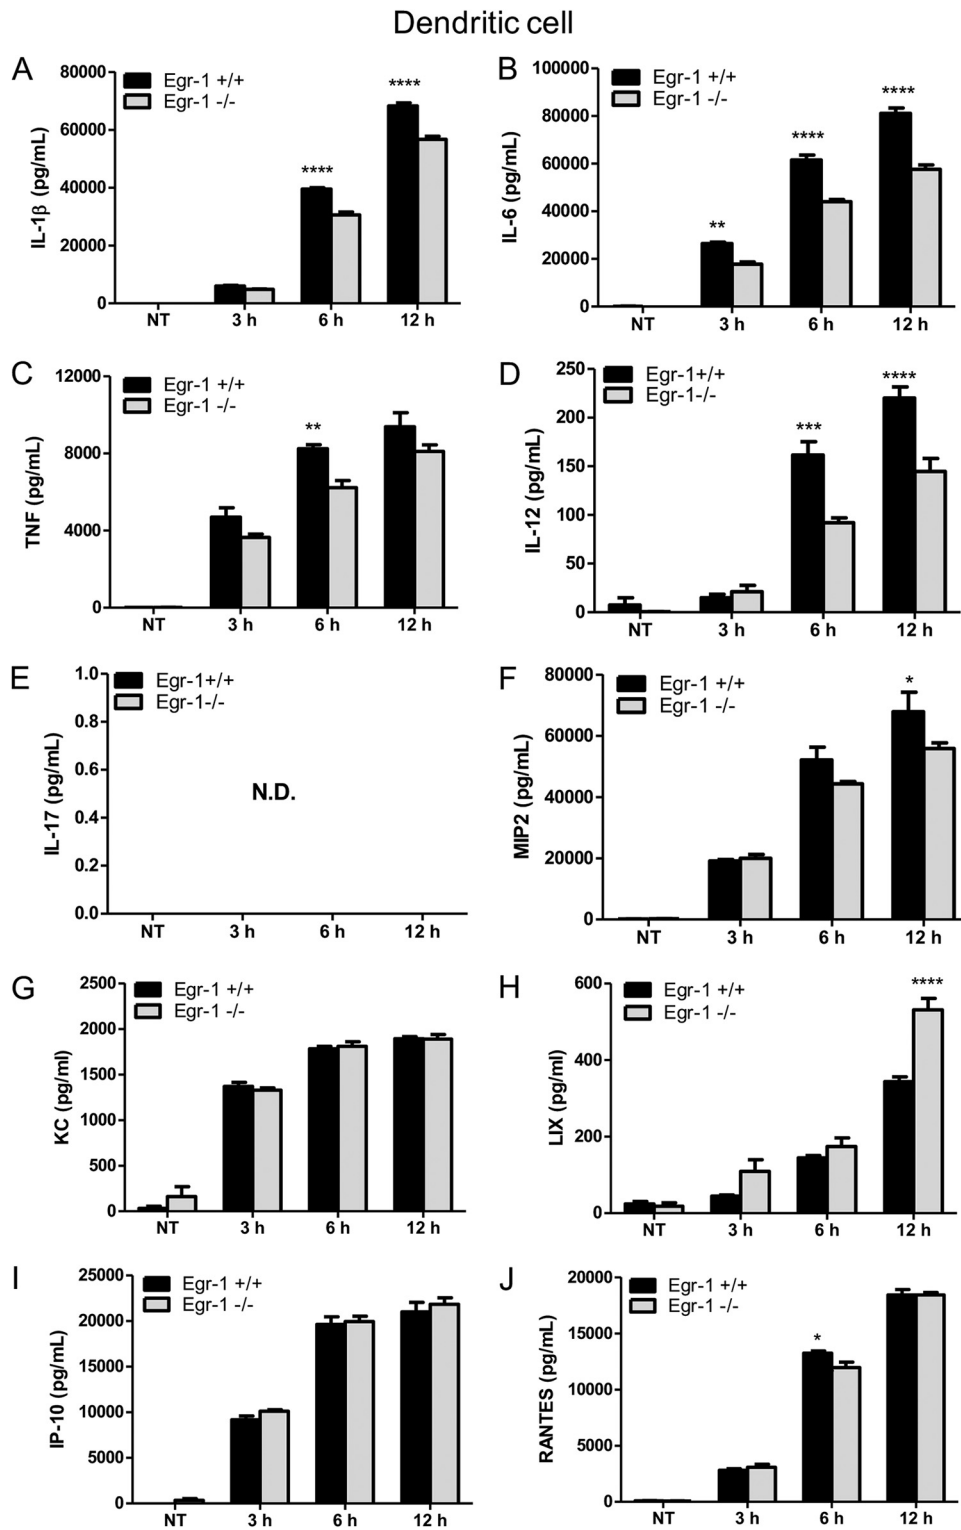 Dendritic cell
A
Egr-1 +/+
Egr-1 -/-
IL-1β (pg/mL)
80000
60000
40000
20000
0
****
****
NT 3 h 6 h 12 h
B
Egr-1 +/+
Egr-1 -/-
IL-6 (pg/mL)
100000
80000
60000
40000
20000
0
**
****
****
NT 3 h 6 h 12 h
C
Egr-1 +/+
Egr-1 -/-
TNF (pg/mL)
12000
8000
4000
0
**
NT 3 h 6 h 12 h
D
Egr-1+/+
Egr-1-/-
IL-12 (pg/mL)
250
200
150
100
50
0
***
****
NT 3 h 6 h 12 h
E
Egr-1+/+
Egr-1-/-
IL-17 (pg/mL)
1.0
0.8
0.6
0.4
0.2
0.0
N.D.
NT 3 h 6 h 12 h
F
Egr-1 +/+
Egr-1 -/-
MIP2 (pg/mL)
80000
60000
40000
20000
0
*
NT 3 h 6 h 12 h
G
Egr-1 +/+
Egr-1 -/-
KC (pg/ml)
2500
2000
1500
1000
500
0
NT 3 h 6 h 12 h
H
Egr-1 +/+
Egr-1 -/-
LIX (pg/ml)
600
400
200
0
****
NT 3 h 6 h 12 h
I
Egr-1 +/+
Egr-1 -/-
IP-10 (pg/mL)
25000
20000
15000
10000
5000
0
NT 3 h 6 h 12 h
J
Egr-1 +/+
Egr-1 -/-
RANTES (pg/mL)
20000
15000
10000
5000
0
*
NT 3 h 6 h 12 h